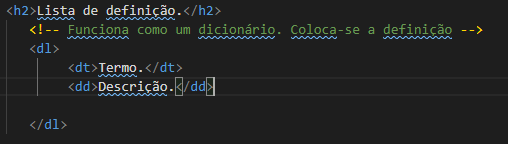 <h2>Lista de definição.</h2>
<!-- Funciona como um dicionário. Coloca-se a definição -->
<dl>
<dt>Termo.</dt>
<dd>Descrição.</dd>
</dl>